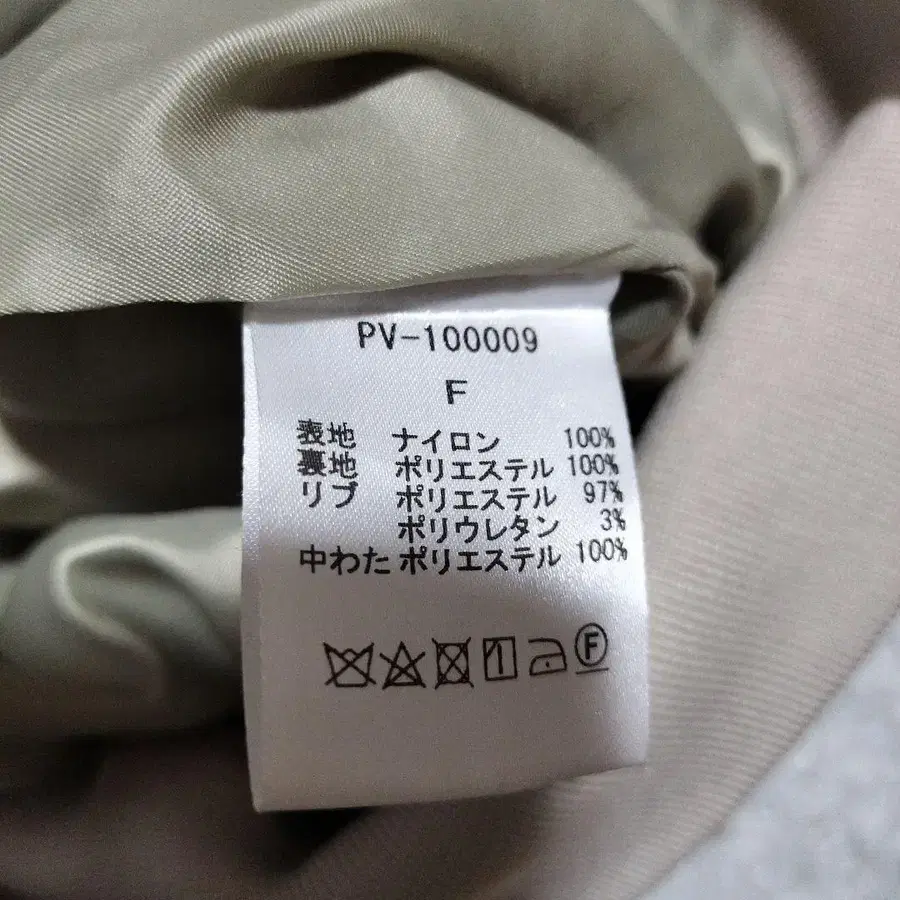 PV-100009
F
表地 ナイロン 100%
裏地 ポリエステル 100%
リブ ポリエステル 97%
ポリウレタン 3%
中わた ポリエステル 100%
F